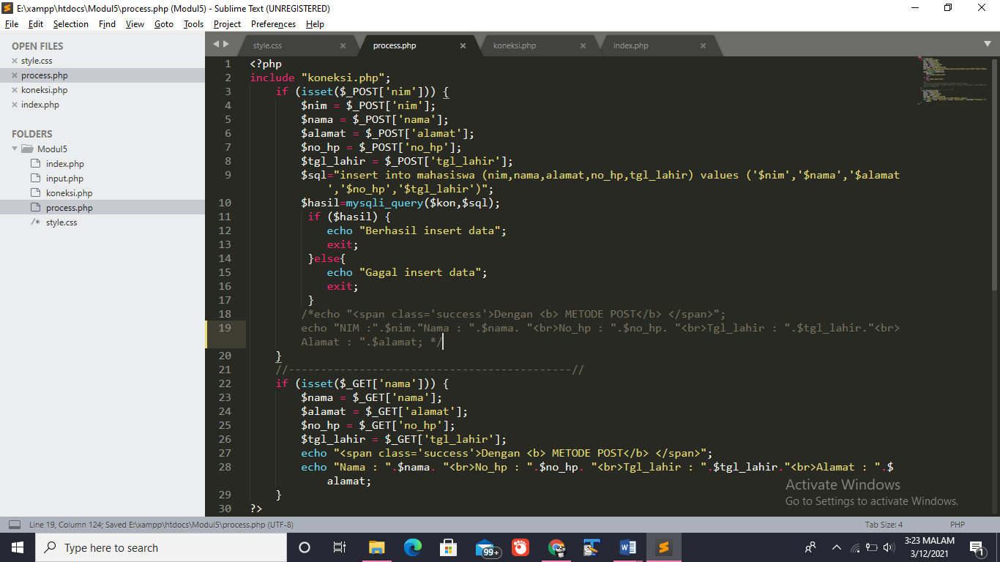 E:\xampp\htdocs\Modul5\process.php (Modul5) - Sublime Text (UNREGISTERED)
File Edit Selection Find View Goto Tools Project Preferences Help
OPEN FILES
style.css
process.php
koneksi.php
index.php
FOLDERS
Modul5
index.php
input.php
koneksi.php
process.php
/* style.css
style.css process.php koneksi.php index.php
1 <?php
2 include "koneksi.php";
3 if (isset($_POST['nim'])) {
4 $nim = $_POST['nim'];
5 $nama = $_POST['nama'];
6 $alamat = $_POST['alamat'];
7 $no_hp = $_POST['no_hp'];
8 $tgl_lahir = $_POST['tgl_lahir'];
9 $sql="insert into mahasiswa (nim,nama,alamat,no_hp,tgl_lahir) values ('$nim','$nama','$alamat
','$no_hp','$tgl_lahir')";
10 $hasil=mysqli_query($kon,$sql);
11 if ($hasil) {
12 echo "Berhasil insert data";
13 exit;
14 }else{
15 echo "Gagal insert data";
16 exit;
17 }
18 /*echo "<span class='success'>Dengan <b> METODE POST</b> </span>";
19 echo "NIM :".$nim."Nama : ".$nama. "<br>No_hp : ".$no_hp. "<br>Tgl_lahir : ".$tgl_lahir."<br>
Alamat : ".$alamat; */
20 }
21 //--------------------------------------------//
22 if (isset($_GET['nama'])) {
23 $nama = $_GET['nama'];
24 $alamat = $_GET['alamat'];
25 $no_hp = $_GET['no_hp'];
26 $tgl_lahir = $_GET['tgl_lahir'];
27 echo "<span class='success'>Dengan <b> METODE POST</b> </span>";
28 echo "Nama : ".$nama. "<br>No_hp : ".$no_hp. "<br>Tgl_lahir : ".$tgl_lahir."<br>Alamat : ".$
alamat;
29 }
30 ?>
Activate Windows
Go to Settings to activate Windows.
Line 19, Column 124; Saved E:\xampp\htdocs\Modul5\process.php (UTF-8)
Tab Size: 4 PHP
Type here to search
99+
3:23 MALAM
3/12/2021
1